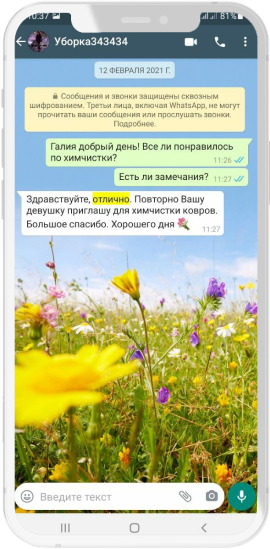 10:37
81%
Уборка343434
12 ФЕВРАЛЯ 2021 Г.
Сообщения и звонки защищены сквозным
шифрованием. Третьи лица, включая WhatsApp, не могут
прочитать ваши сообщения или прослушать звонки.
Подробнее.
Галия добрый день! Все ли понравилось
по химчистки?
11:26
Есть ли замечания?
11:27
Здравствуйте, отлично. Повторно Вашу
девушку приглашу для химчистки ковров.
Большое спасибо. Хорошего дня
11:27
Введите текст